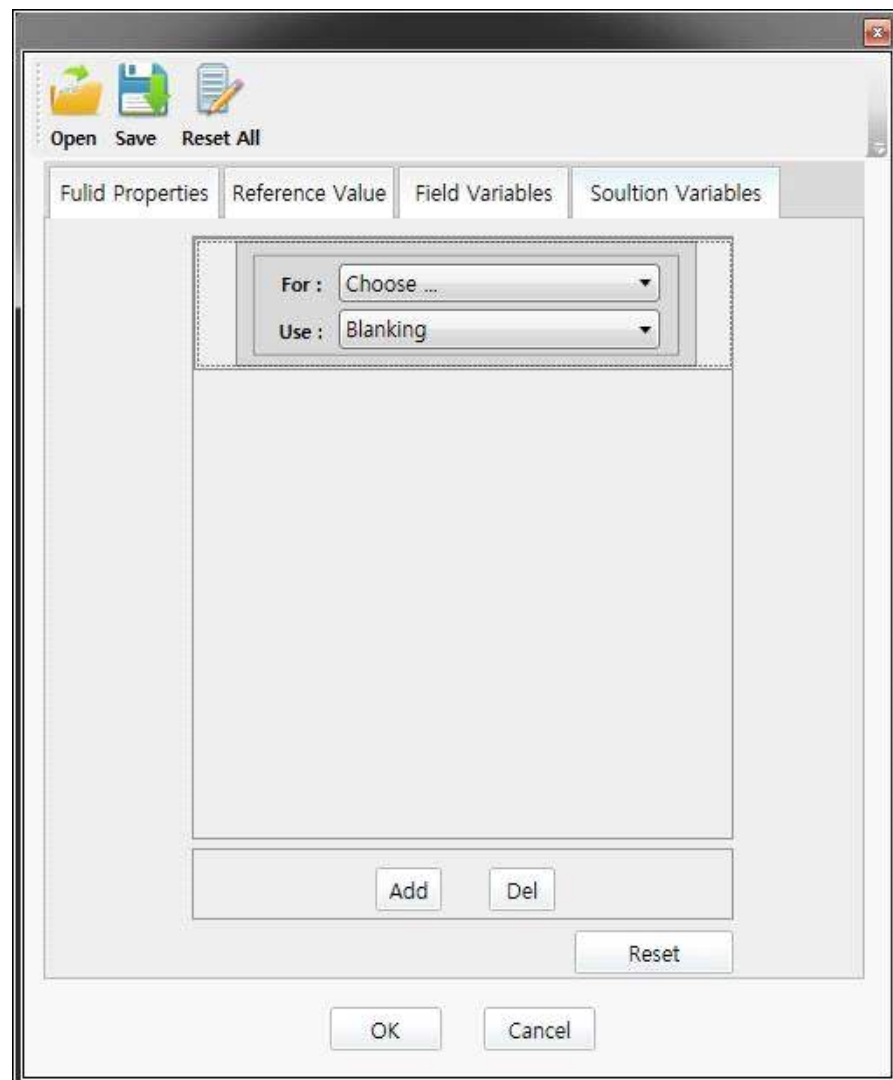 Open Save Reset All
Fulid Properties Reference Value Field Variables Soultion Variables
For : Choose ...
Use : Blanking
Add Del
Reset
OK Cancel